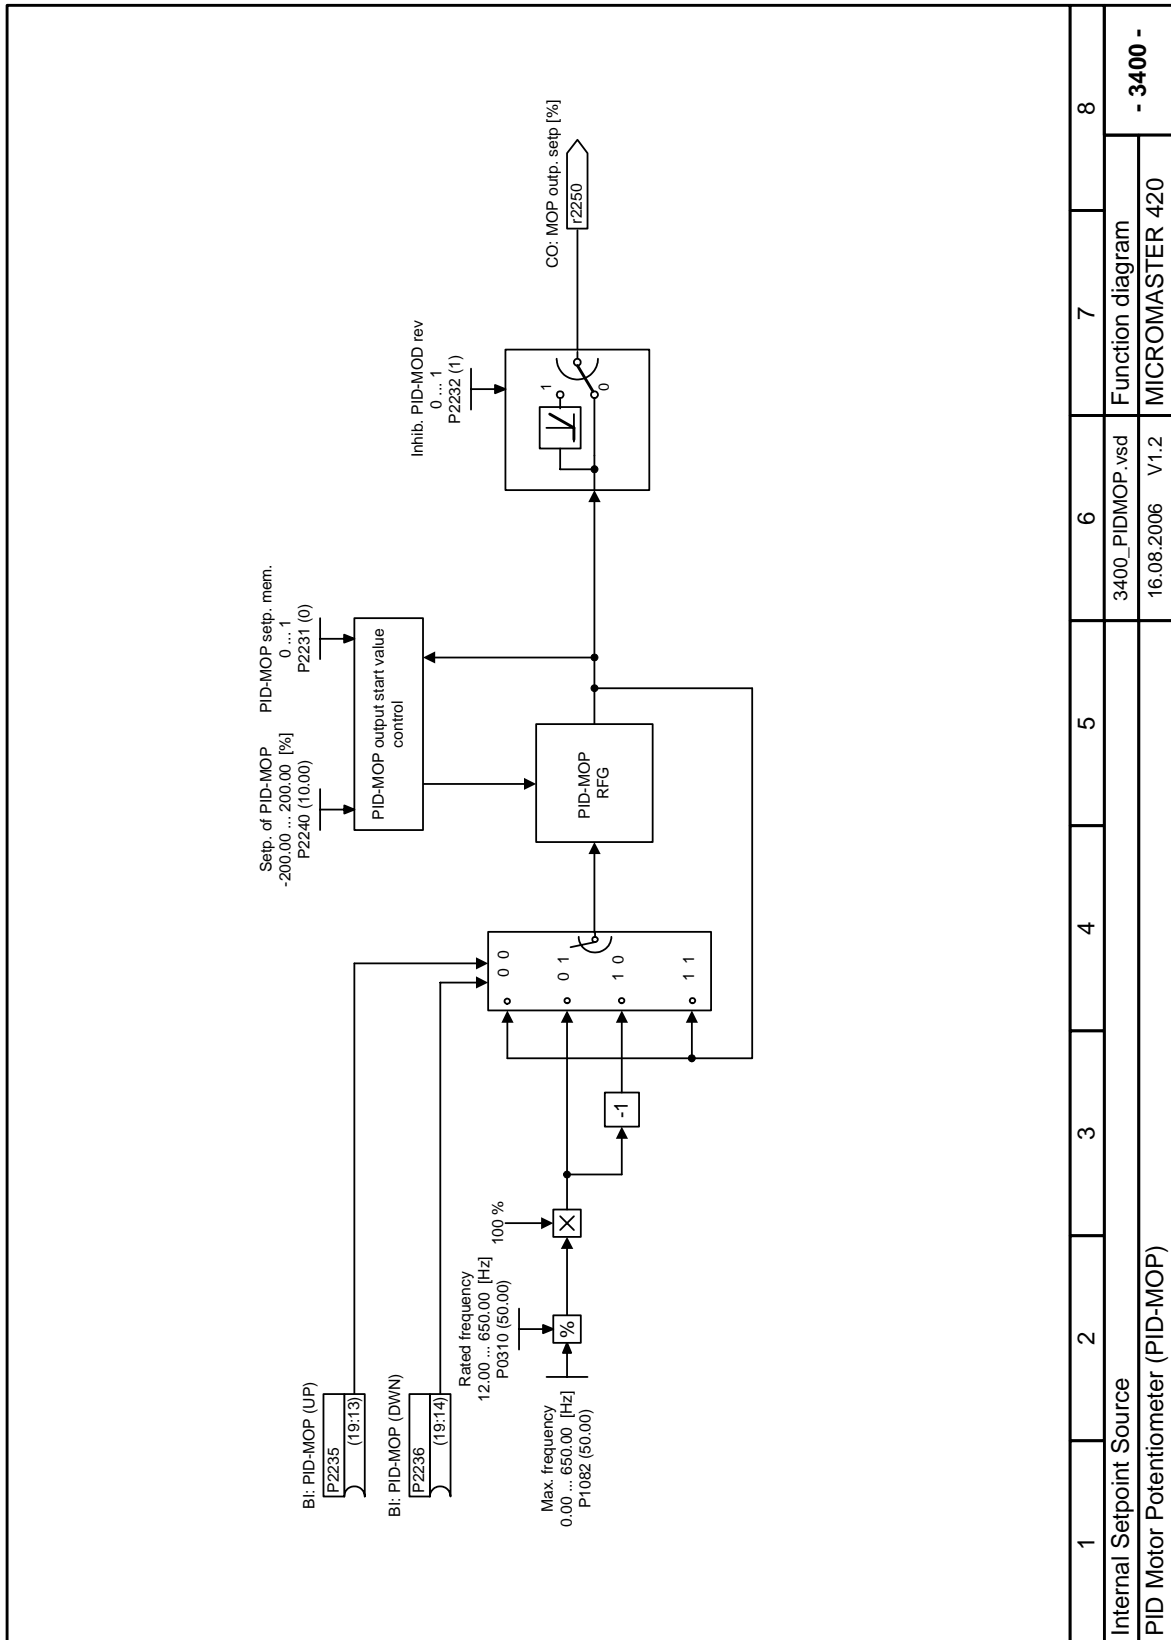 BI: PID-MOP (UP)
P2235
(19:13)
BI: PID-MOP (DWN)
P2236
(19:14)
Max. frequency
0.00 ... 650.00 [Hz]
P1082 (50.00)
Rated frequency
12.00 ... 650.00 [Hz]
P0310 (50.00)
%
100 %
X
-1
0 0
0 1
1 0
1 1
Setp. of PID-MOP
-200.00 ... 200.00 [%]
P2240 (10.00)
PID-MOP setp. mem.
0 ... 1
P2231 (0)
PID-MOP output start value
control
PID-MOP
RFG
Inhib. PID-MOD rev
0 ... 1
P2232 (1)
1
0
CO: MOP outp. setp [%]
r2250
1 2 3 4 5 6 7 8
Internal Setpoint Source
3400_PIDMOP.vsd
Function diagram
- 3400 -
PID Motor Potentiometer (PID-MOP)
16.08.2006 V1.2
MICROMASTER 420